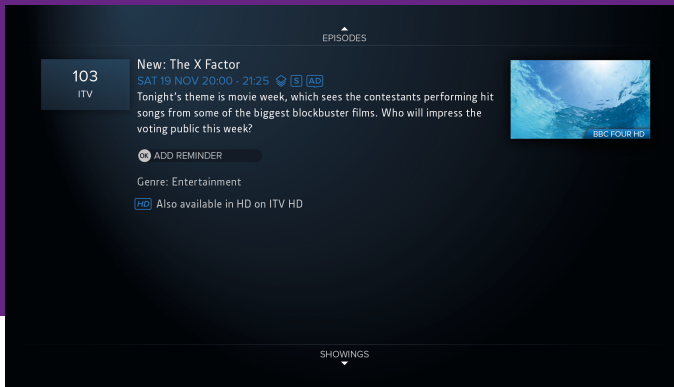 EPISODES
103
ITV
New: The X Factor
SAT 19 NOV 20:00 - 21:25 S AD
Tonight's theme is movie week, which sees the contestants performing hit
songs from some of the biggest blockbuster films. Who will impress the
voting public this week?
BBC FOUR HD
OK ADD REMINDER
Genre: Entertainment
HD Also available in HD on ITV HD
SHOWINGS